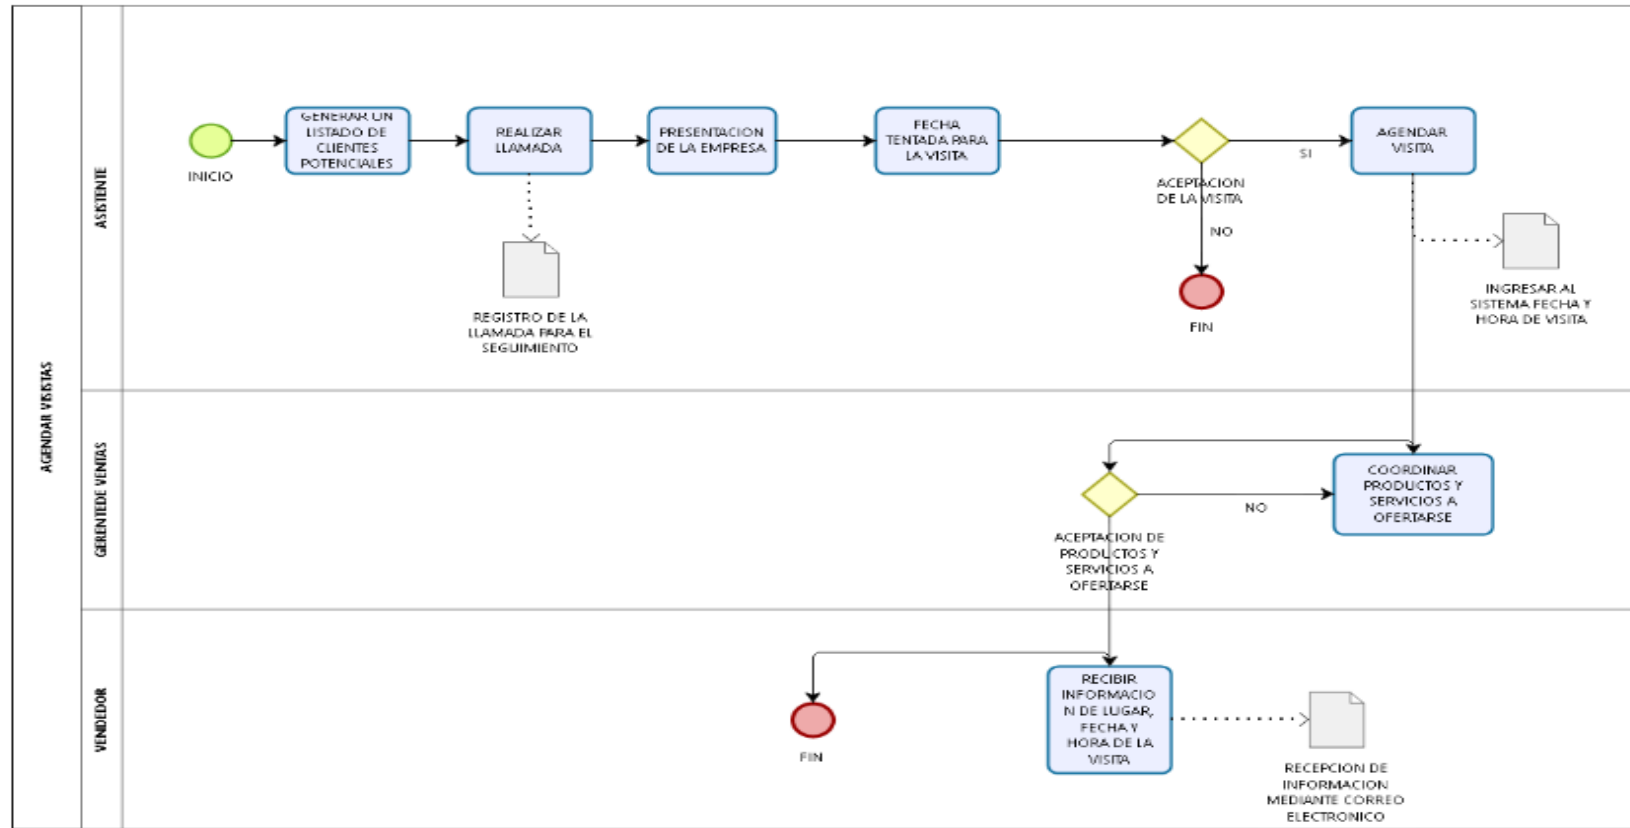 AGENDAR VISISTAS
ASISTENTE
INICIO
GENERAR UN
LISTADO DE
CLIENTES
POTENCIALES
REALIZAR
LLAMADA
REGISTRO DE LA
LLAMADA PARA EL
SEGUIMIENTO
PRESENTACION
DE LA EMPRESA
FECHA
TENTADA PARA
LA VISITA
ACEPTACION
DE LA VISITA
SI
NO
FIN
AGENDAR
VISITA
INGRESAR AL
SISTEMA FECHA Y
HORA DE VISITA
GERENTEDE VENTAS
ACEPTACION DE
PRODUCTOS Y
SERVICIOS A
OFERTARSE
NO
COORDINAR
PRODUCTOS Y
SERVICIOS A
OFERTARSE
VENDEDOR
FIN
RECIBIR
INFORMACIO
N DE LUGAR,
FECHA Y
HORA DE LA
VISITA
RECEPCION DE
INFORMACION
MEDIANTE CORREO
ELECTRONICO